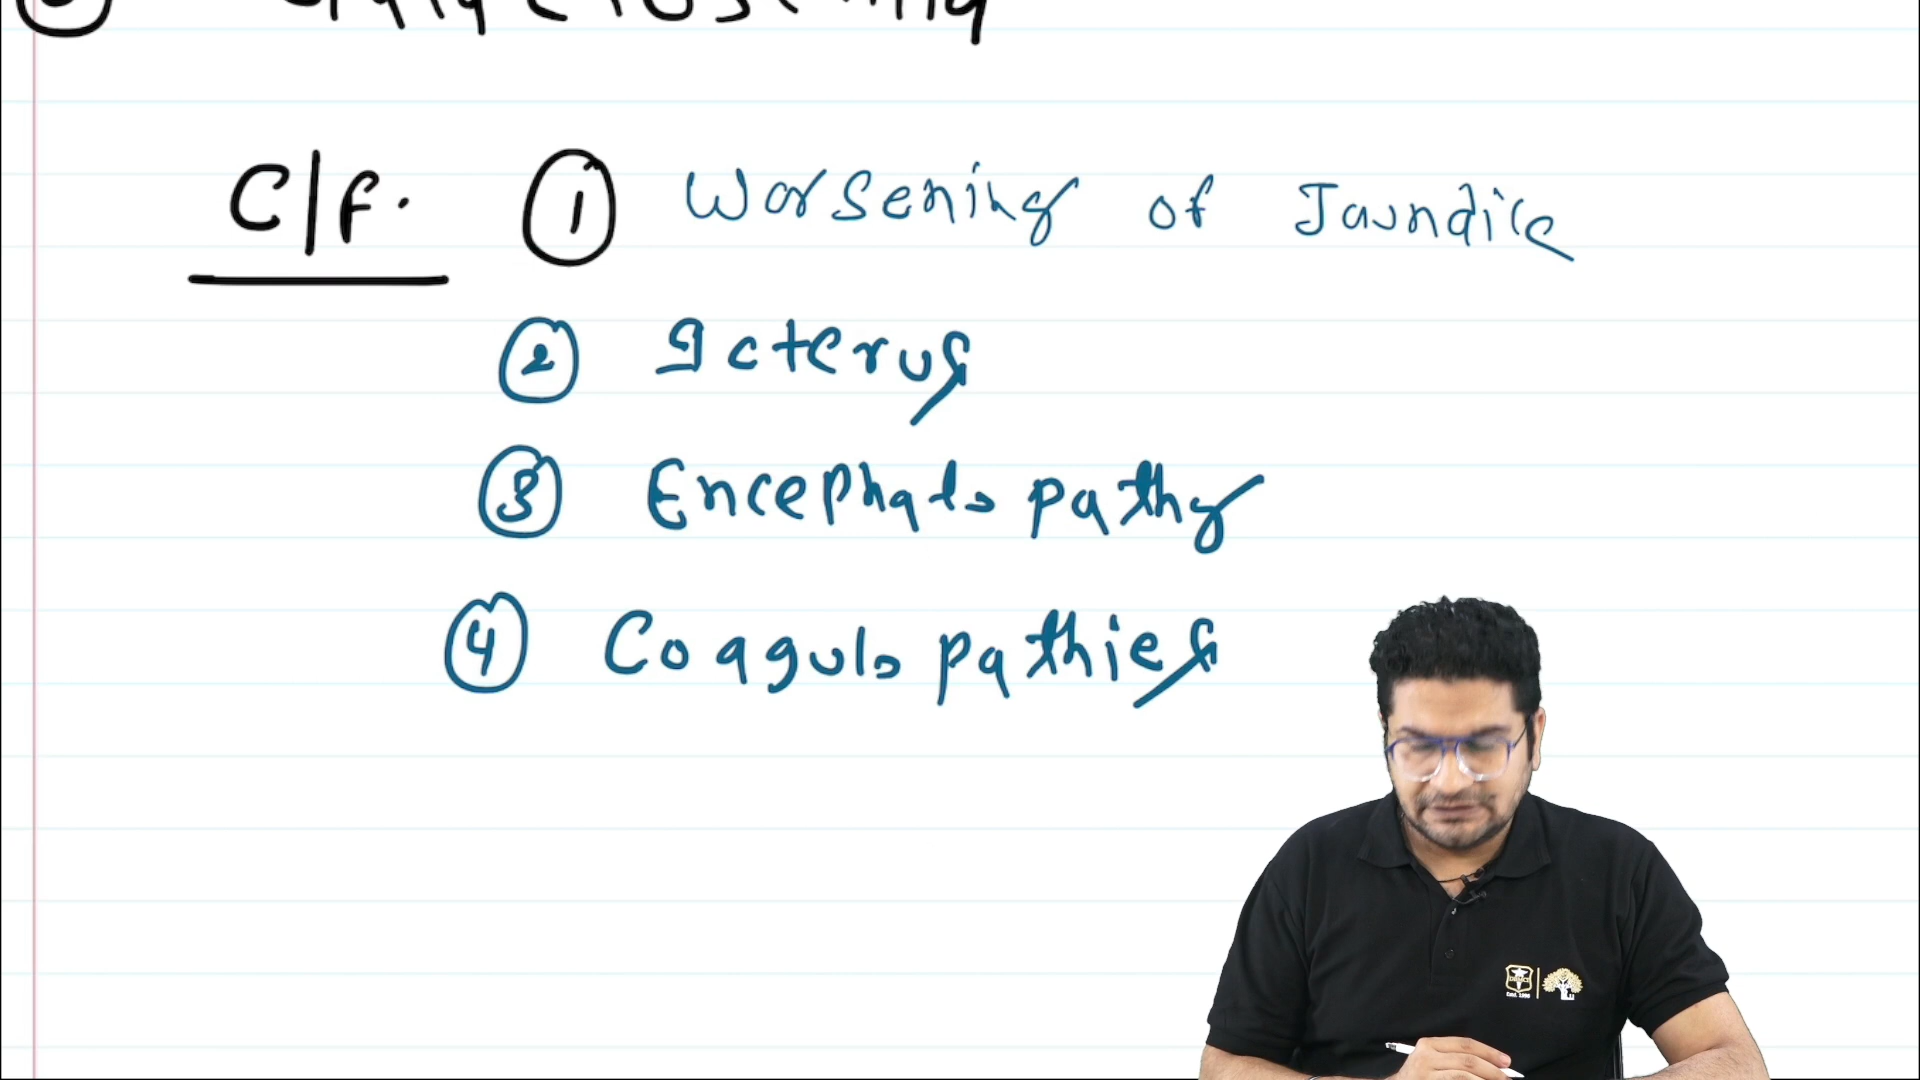 C/f. ① Worsening of Jaundice
② Icterus
③ Encephalopathy
④ Coagulopathies